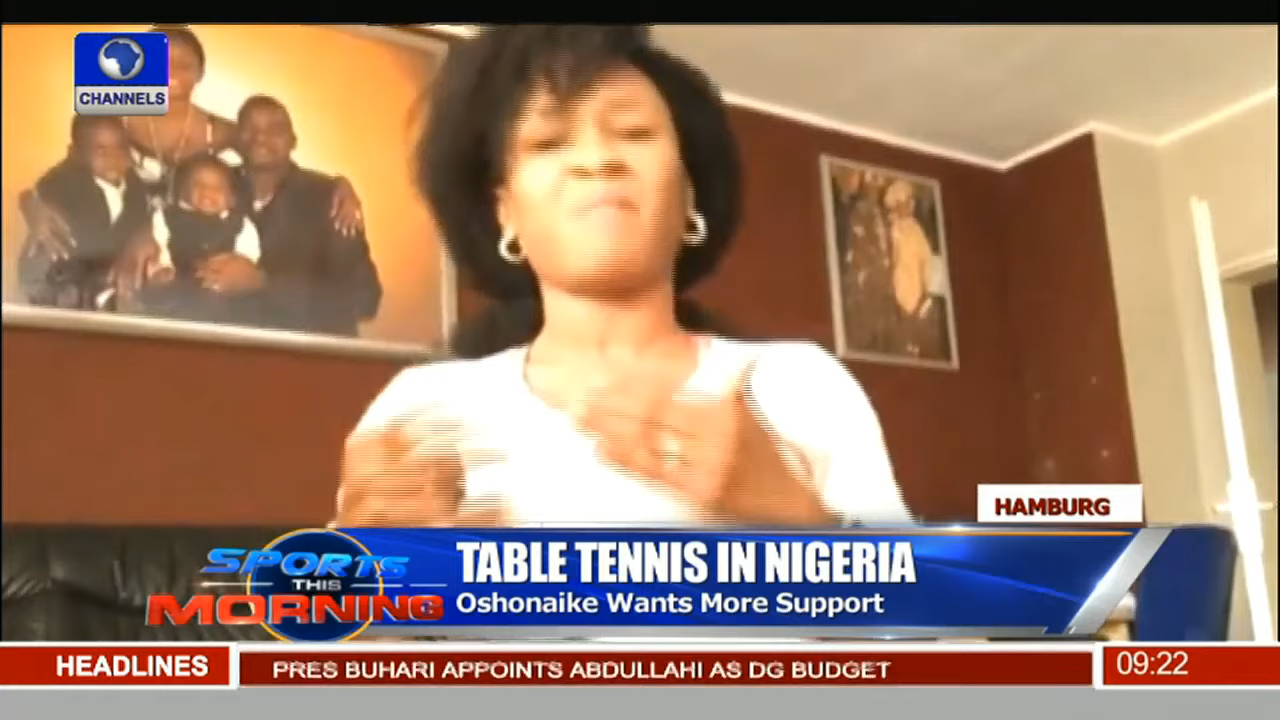 CHANNELS
HAMBURG
SPORTS
THIS
MORNING
TABLE TENNIS IN NIGERIA
Oshonaike Wants More Support
HEADLINES
PRES BUHARI APPOINTS ABDULLAHI AS DG BUDGET
09:22